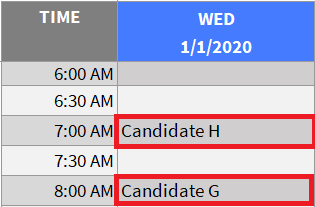 TIME WED
1/1/2020
6:00 AM
6:30 AM
7:00 AM Candidate H
7:30 AM
8:00 AM Candidate G